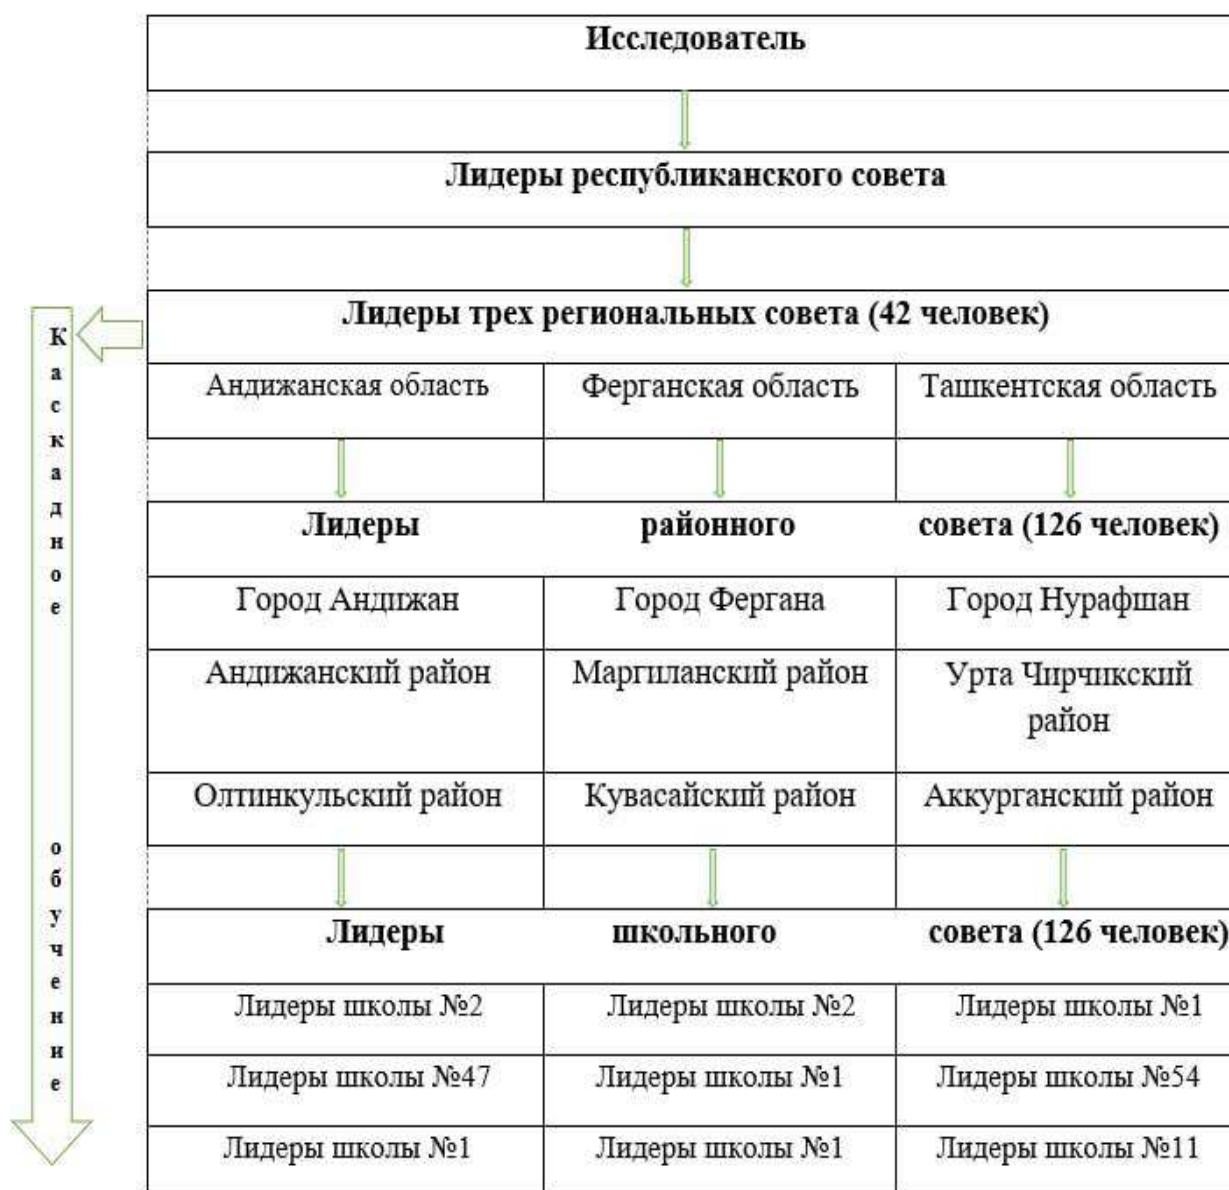 Исследователь
Лидеры республиканского совета
Лидеры трех региональных совета (42 человек)
Андижанская область Ферганская область Ташкентская область
Лидеры районного совета (126 человек)
Город Андижан Город Фергана Город Нурафшан
Андижанский район Маргиланский район Урта Чирчикский
район
Олтинкульский район Кувасайский район Аккурганский район
Лидеры школьного совета (126 человек)
Лидеры школы №2 Лидеры школы №2 Лидеры школы №1
Лидеры школы №47 Лидеры школы №1 Лидеры школы №54
Лидеры школы №1 Лидеры школы №1 Лидеры школы №11
Каскадное обучение